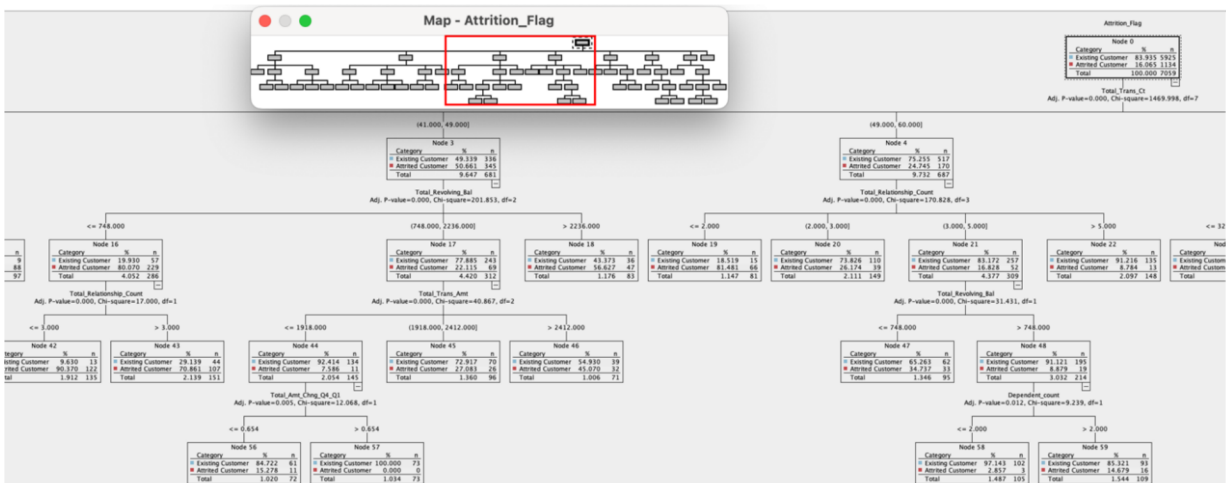 Map - Attrition_Flag
Attrition_Flag
Node 0
Category % n
Existing Customer 83.935 5925
Attrited Customer 16.065 1134
Total 100.000 7059
Total_Trans_Ct
Adj. P-value=0.000, Chi-square=1469.998, df=7
(41.000, 49.000]
(49.000, 60.000]
Node 3
Category % n
Existing Customer 49.339 336
Attrited Customer 50.661 345
Total 9.647 681
Total_Revolving_Bal
Adj. P-value=0.000, Chi-square=201.853, df=2
Node 4
Category % n
Existing Customer 75.255 517
Attrited Customer 24.745 170
Total 9.732 687
Total_Relationship_Count
Adj. P-value=0.000, Chi-square=170.828, df=3
<= 748.000
(748.000, 2236.000]
> 2236.000
<= 2.000
(2.000, 3.000]
(3.000, 5.000]
> 5.000
<= 32
n
9
88
97
Node 16
Category % n
Existing Customer 19.930 57
Attrited Customer 80.070 229
Total 4.052 286
Total_Relationship_Count
Adj. P-value=0.000, Chi-square=17.000, df=1
Node 17
Category % n
Existing Customer 77.885 243
Attrited Customer 22.115 69
Total 4.420 312
Total_Trans_Amt
Adj. P-value=0.000, Chi-square=40.867, df=2
Node 18
Category % n
Existing Customer 43.373 36
Attrited Customer 56.627 47
Total 1.176 83
Node 19
Category % n
Existing Customer 18.519 15
Attrited Customer 81.481 66
Total 1.147 81
Node 20
Category % n
Existing Customer 73.826 110
Attrited Customer 26.174 39
Total 2.111 149
Node 21
Category % n
Existing Customer 83.172 257
Attrited Customer 16.828 52
Total 4.377 309
Total_Revolving_Bal
Adj. P-value=0.000, Chi-square=31.431, df=1
Node 22
Category % n
Existing Customer 91.216 135
Attrited Customer 8.784 13
Total 2.097 148
Nod
Category
Existing Custom
Attrited Custom
Total
<= 3.000
> 3.000
<= 1918.000
(1918.000, 2412.000]
> 2412.000
<= 748.000
> 748.000
Node 42
tegory % n
isting Customer 9.630 13
trited Customer 90.370 122
tal 1.912 135
Node 43
Category % n
Existing Customer 29.139 44
Attrited Customer 70.861 107
Total 2.139 151
Node 44
Category % n
Existing Customer 92.414 134
Attrited Customer 7.586 11
Total 2.054 145
Total_Amt_Chng_Q4_Q1
Adj. P-value=0.005, Chi-square=12.068, df=1
Node 45
Category % n
Existing Customer 72.917 70
Attrited Customer 27.083 26
Total 1.360 96
Node 46
Category % n
Existing Customer 54.930 39
Attrited Customer 45.070 32
Total 1.006 71
Node 47
Category % n
Existing Customer 65.263 62
Attrited Customer 34.737 33
Total 1.346 95
Node 48
Category % n
Existing Customer 91.121 195
Attrited Customer 8.879 19
Total 3.032 214
Dependent_count
Adj. P-value=0.012, Chi-square=9.239, df=1
<= 0.654
> 0.654
<= 2.000
> 2.000
Node 56
Category % n
Existing Customer 84.722 61
Attrited Customer 15.278 11
Total 1.020 72
Node 57
Category % n
Existing Customer 100.000 73
Attrited Customer 0.000 0
Total 1.034 73
Node 58
Category % n
Existing Customer 97.143 102
Attrited Customer 2.857 3
Total 1.487 105
Node 59
Category % n
Existing Customer 85.321 93
Attrited Customer 14.679 16
Total 1.544 109